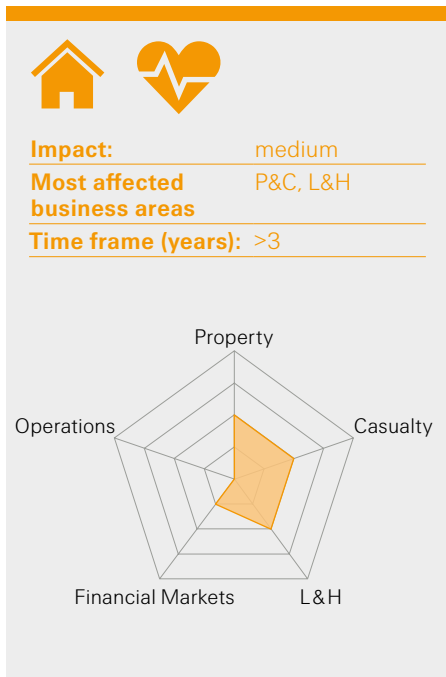 Impact: medium
Most affected P&C, L&H
business areas
Time frame (years): >3
Property
Operations Casualty
Financial Markets L&H